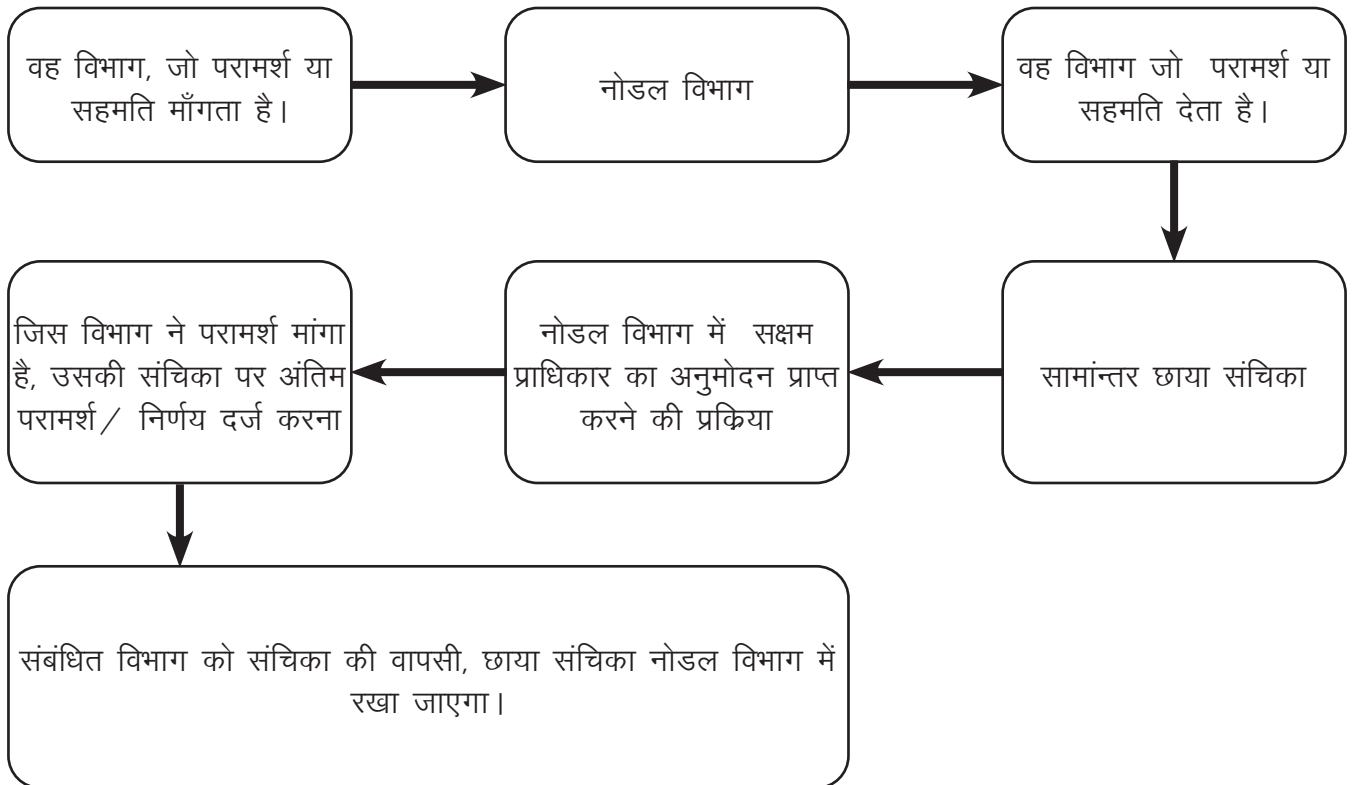 वह विभाग, जो परामर्श या
सहमति माँगता है।
नोडल विभाग
वह विभाग जो परामर्श या
सहमति देता है।
सामांन्तर छाया संचिका
नोडल विभाग में सक्षम
प्राधिकार का अनुमोदन प्राप्त
करने की प्रक्रिया
जिस विभाग ने परामर्श मांगा
है, उसकी संचिका पर अंतिम
परामर्श/ निर्णय दर्ज करना
संबंधित विभाग को संचिका की वापसी, छाया संचिका नोडल विभाग में
रखा जाएगा।